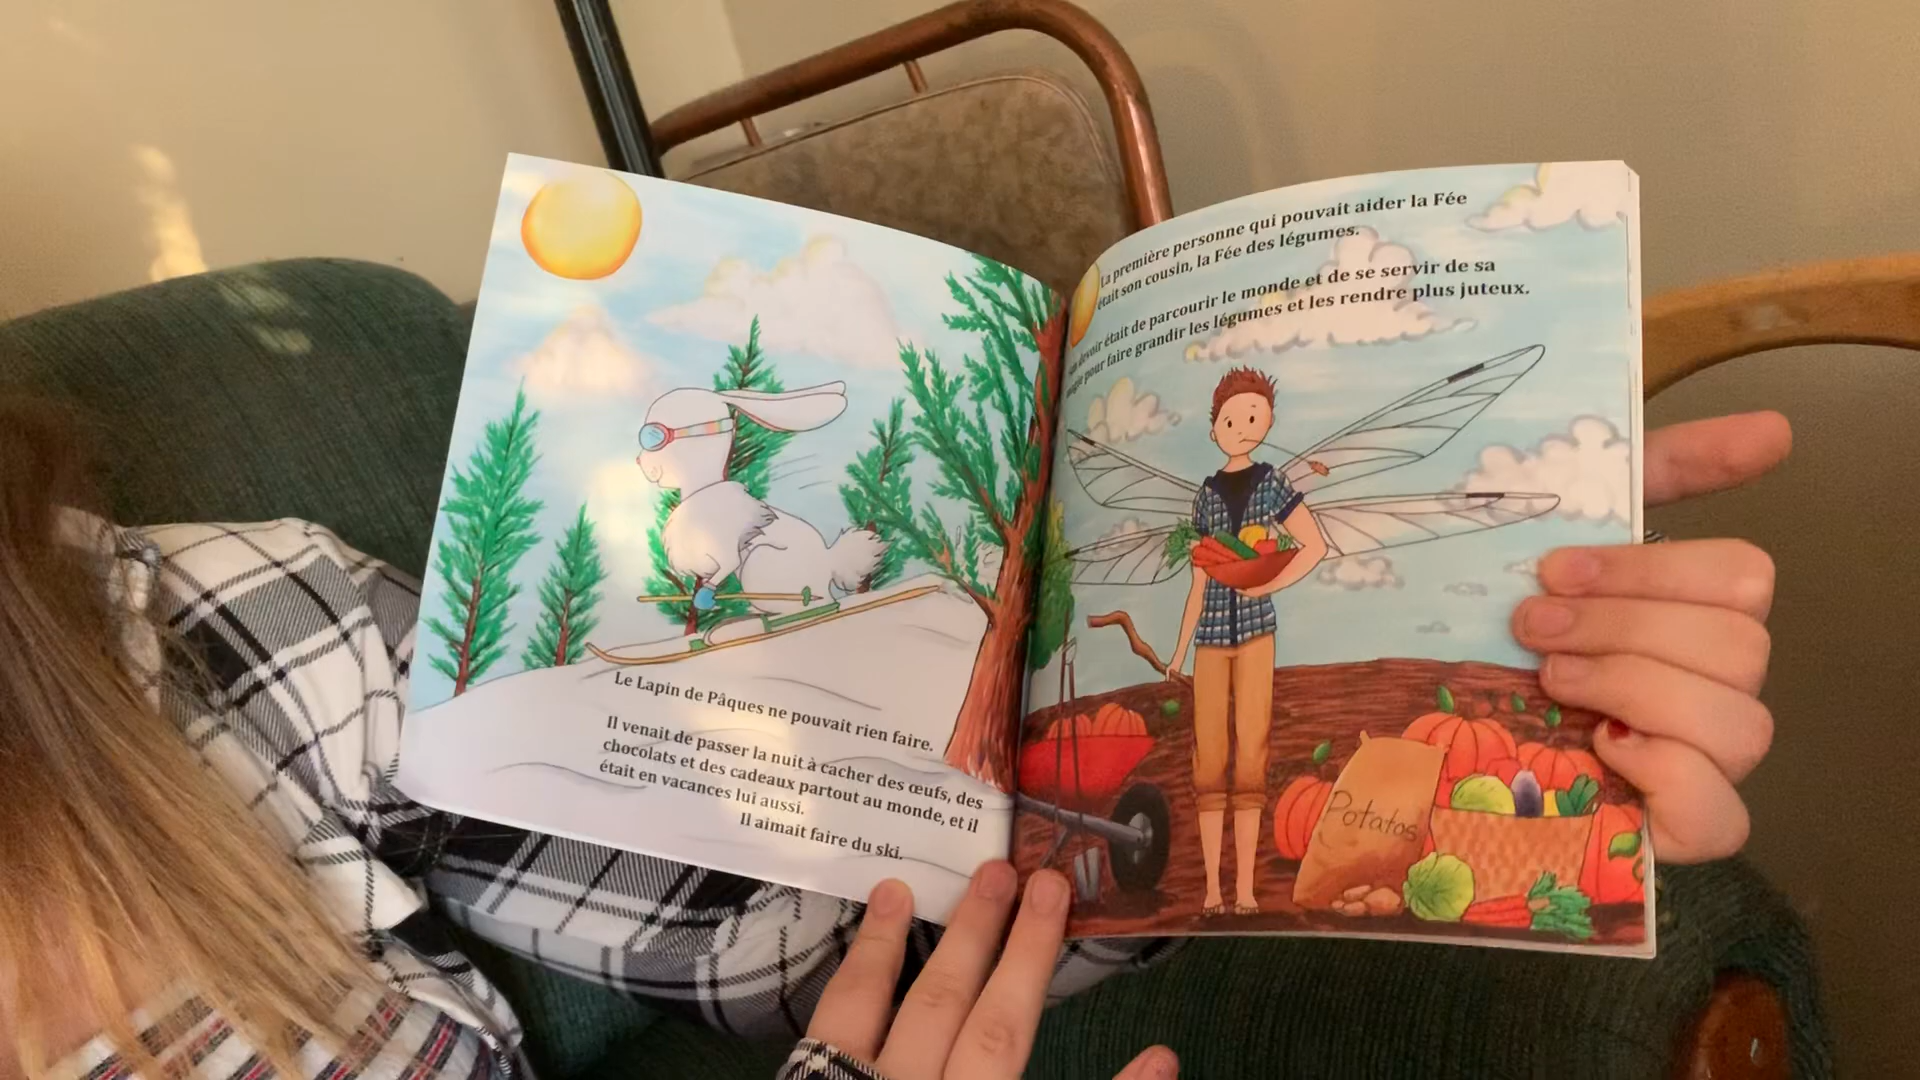 Le Lapin de Pâques ne pouvait rien faire.
Il venait de passer la nuit à cacher des œufs, des
chocolats et des cadeaux partout au monde, et il
était en vacances lui aussi.
Il aimait faire du ski.
La première personne qui pouvait aider la Fée
était son cousin, la Fée des légumes.
Son devoir était de parcourir le monde et de se servir de sa
magie pour faire grandir les légumes et les rendre plus juteux.
Potatos